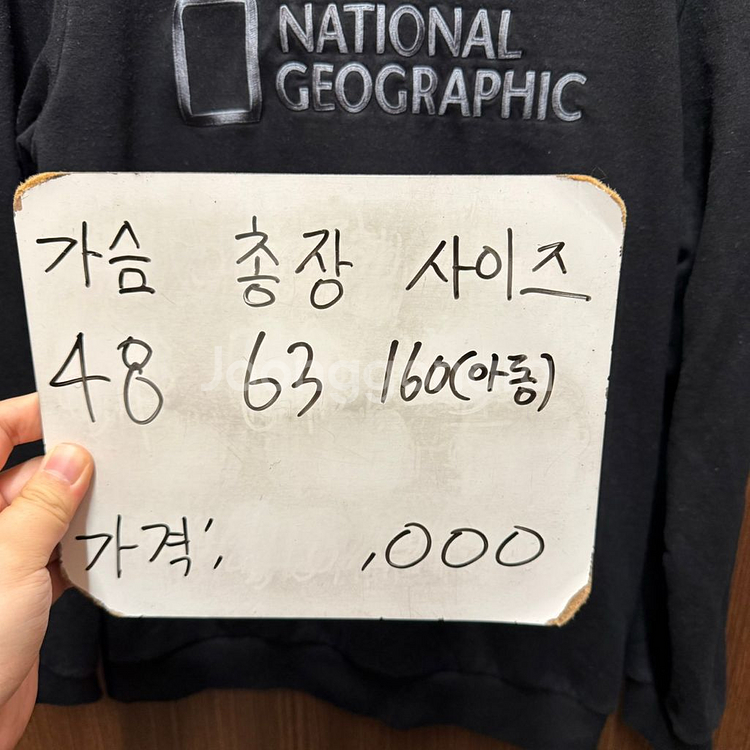 NATIONAL
GEOGRAPHIC
가슴 총장 사이즈
48 63 160(아동)
가격; ,000